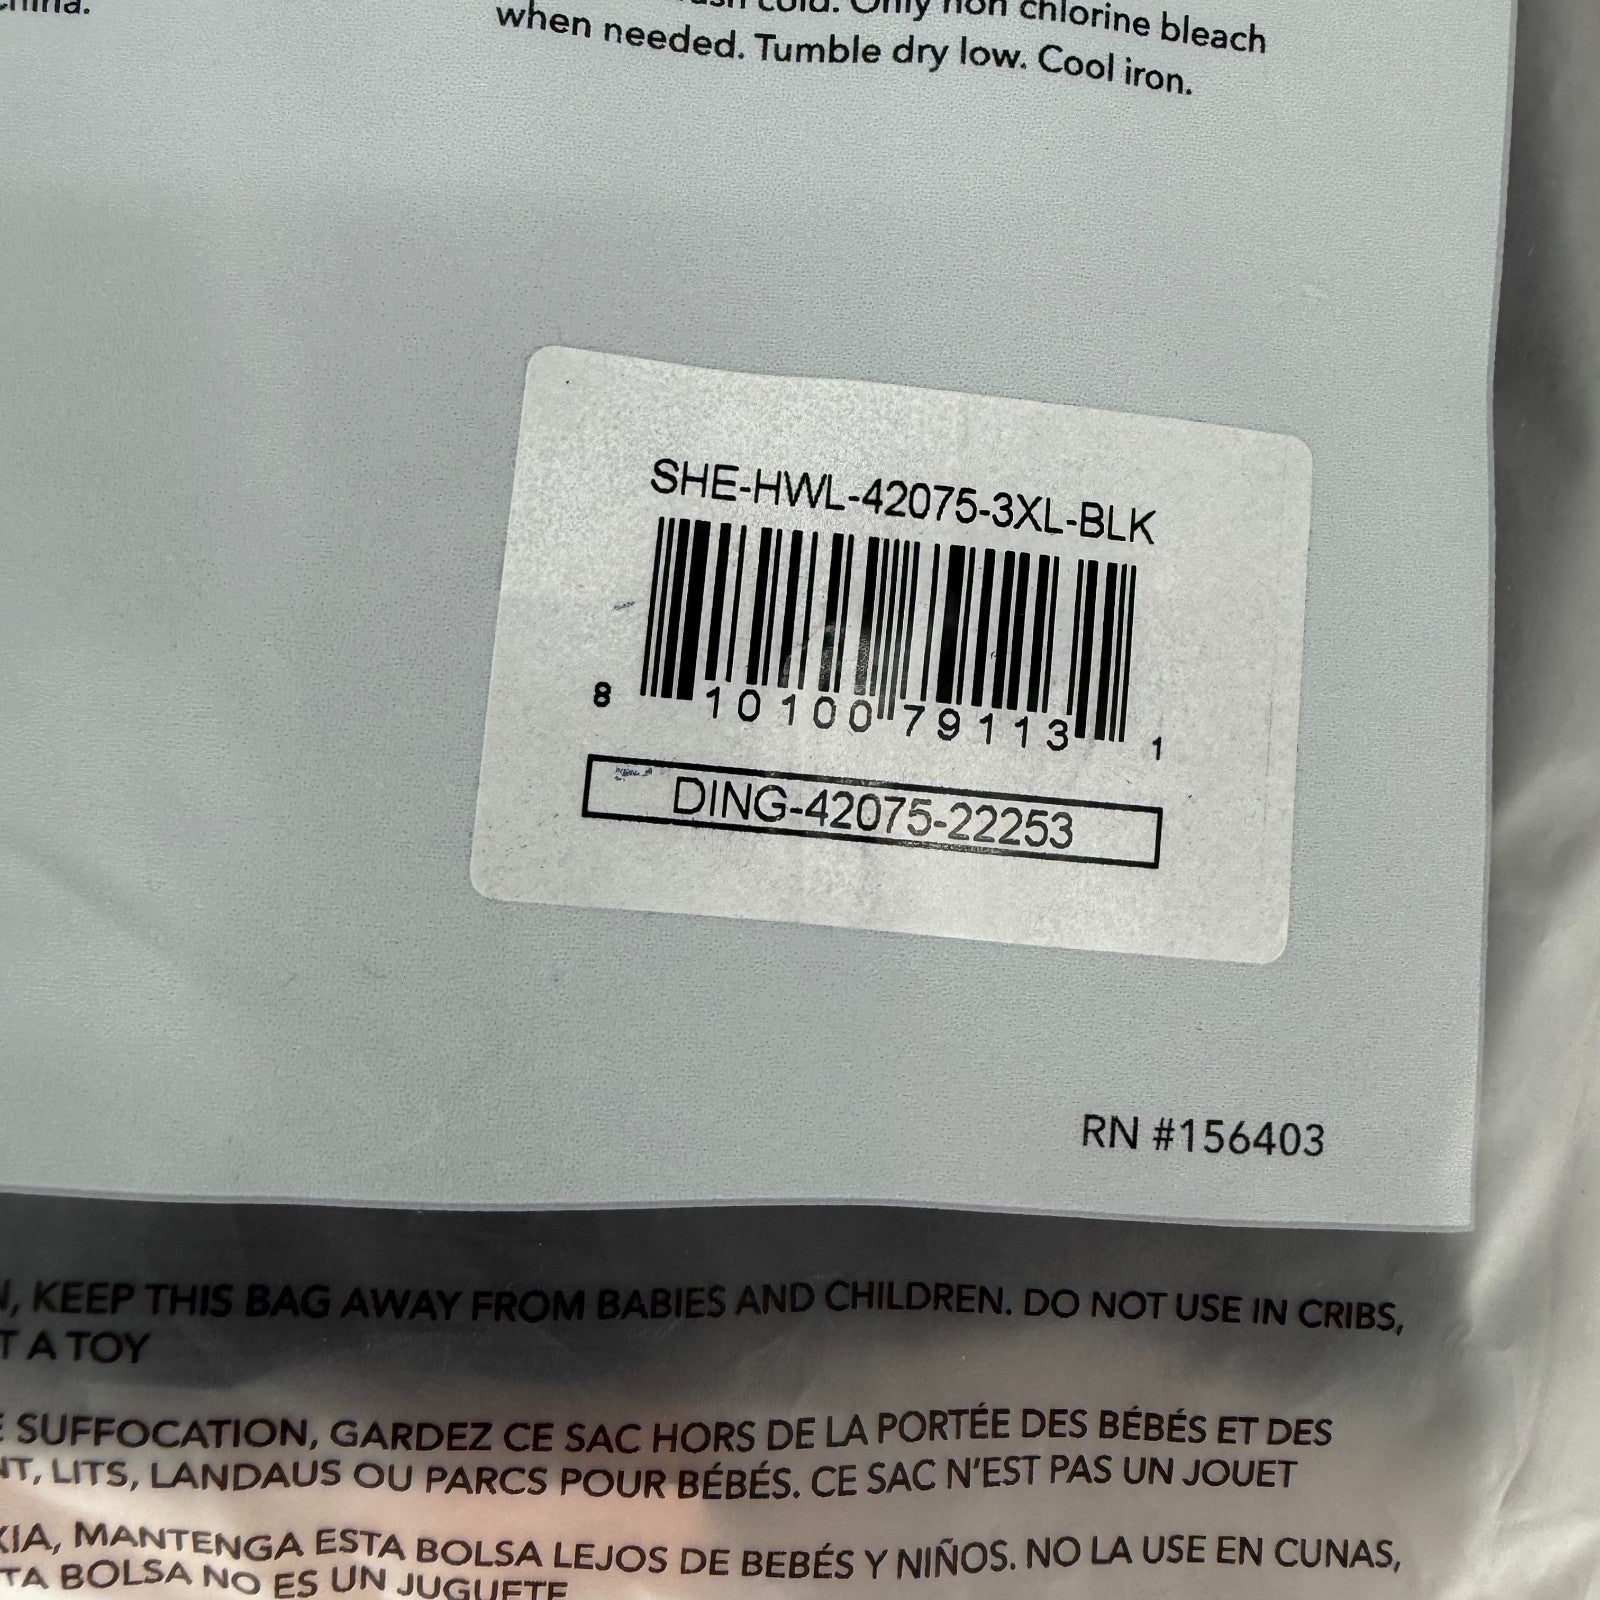 china.
cold. Only non chlorine bleach
when needed. Tumble dry low. Cool iron.
SHE-HWL-42075-3XL-BLK
8 10100 79113 1
DING-42075-22253
RN #156403
, KEEP THIS BAG AWAY FROM BABIES AND CHILDREN. DO NOT USE IN CRIBS,
T A TOY
SUFFOCATION, GARDEZ CE SAC HORS DE LA PORTÉE DES BÉBÉS ET DES
NT, LITS, LANDAUS OU PARCS POUR BÉBÉS. CE SAC N'EST PAS UN JOUET
XIA, MANTENGA ESTA BOLSA LEJOS DE BEBÉS Y NIÑOS. NO LA USE EN CUNAS,
TA BOLSA NO ES UN JUGUETE